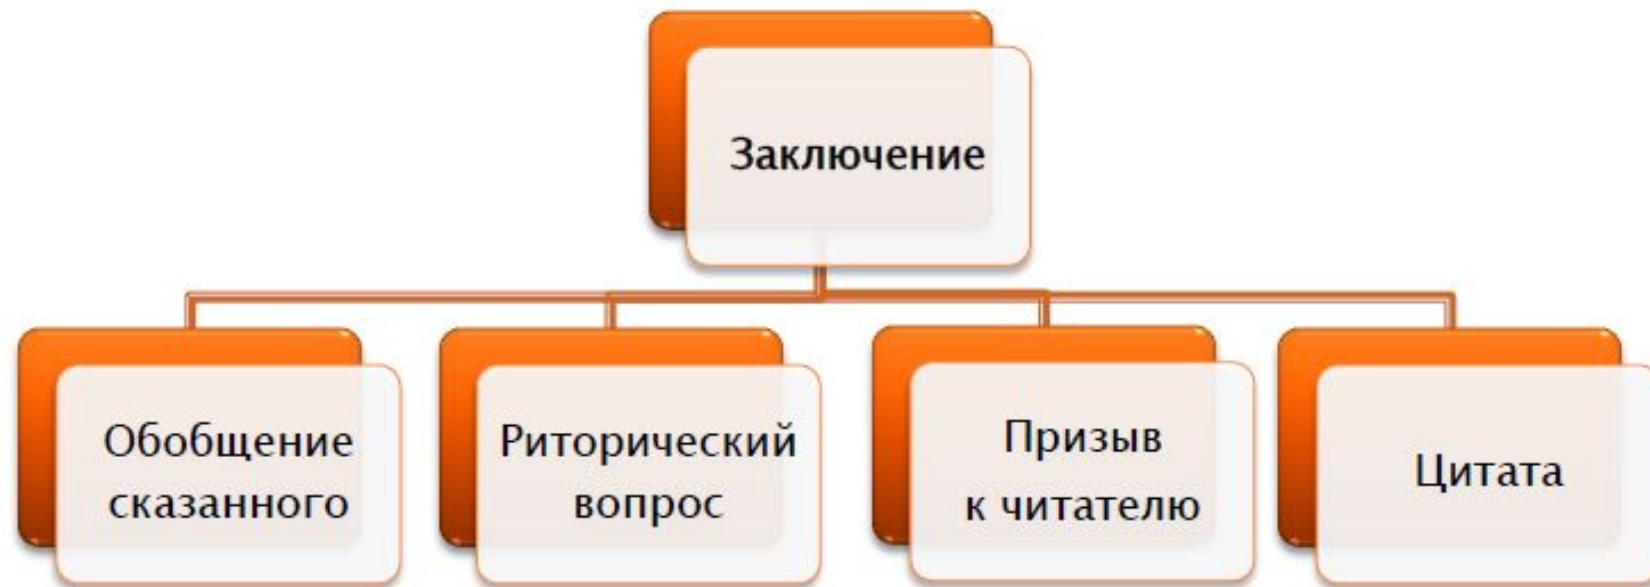 Заключение
Обобщение
сказанного
Риторический
вопрос
Призыв
к читателю
Цитата